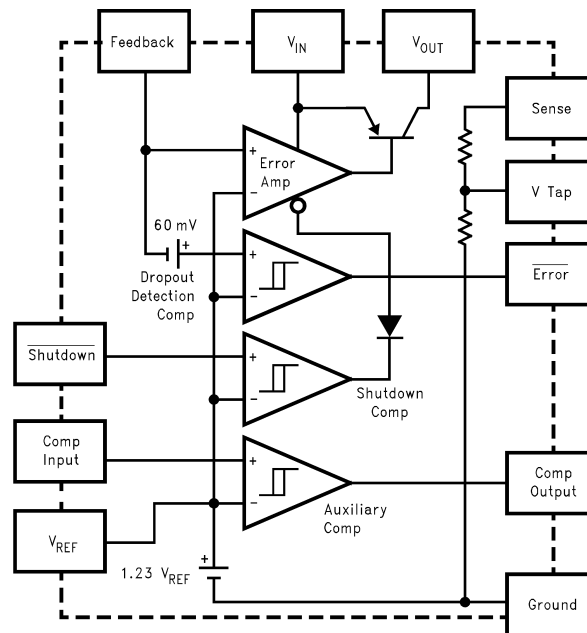 Feedback
VIN
VOUT
Sense
Error
Amp
+
−
V Tap
60 mV
+
Dropout
Detection
Comp
+
−
Error
Shutdown
+
−
Shutdown
Comp
Comp
Input
+
−
Auxiliary
Comp
Comp
Output
VREF
1.23 VREF
+
Ground